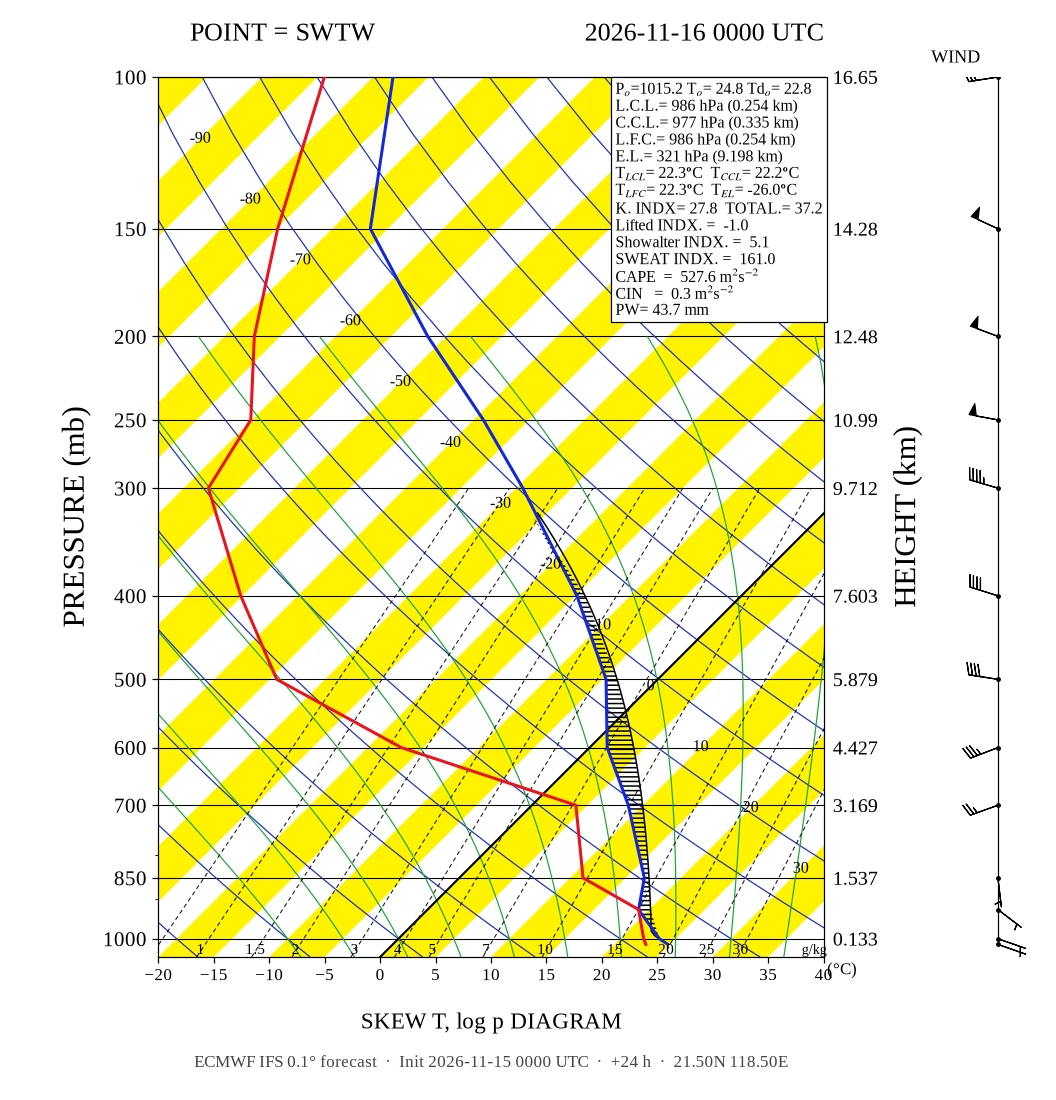 POINT = SWTW
2026-11-16 0000 UTC
WIND
100
16.65
P_o=1015.2 T_o= 24.8 Td_o= 22.8
L.C.L.= 986 hPa (0.254 km)
C.C.L.= 977 hPa (0.335 km)
L.F.C.= 986 hPa (0.254 km)
E.L.= 321 hPa (9.198 km)
T_LCL= 22.3°C T_CCL= 22.2°C
T_LFC= 22.3°C T_EL= -26.0°C
K. INDX= 27.8 TOTAL.= 37.2
Lifted INDX. = -1.0
Showalter INDX. = 5.1
SWEAT INDX. = 161.0
CAPE = 527.6 m²s⁻²
CIN = 0.3 m²s⁻²
PW= 43.7 mm
-90
-80
150
14.28
-70
-60
200
12.48
-50
250
10.99
-40
300
9.712
-30
PRESSURE (mb)
HEIGHT (km)
-20
400
7.603
-10
500
5.879
0
600
4.427
10
700
3.169
20
850
1.537
30
1000
0.133
1 1.5 2 3 4 5 7 10 15 20 25 30 g/kg
−20 −15 −10 −5 0 5 10 15 20 25 30 35 40 (°C)
SKEW T, log p DIAGRAM
ECMWF IFS 0.1° forecast · Init 2026-11-15 0000 UTC · +24 h · 21.50N 118.50E